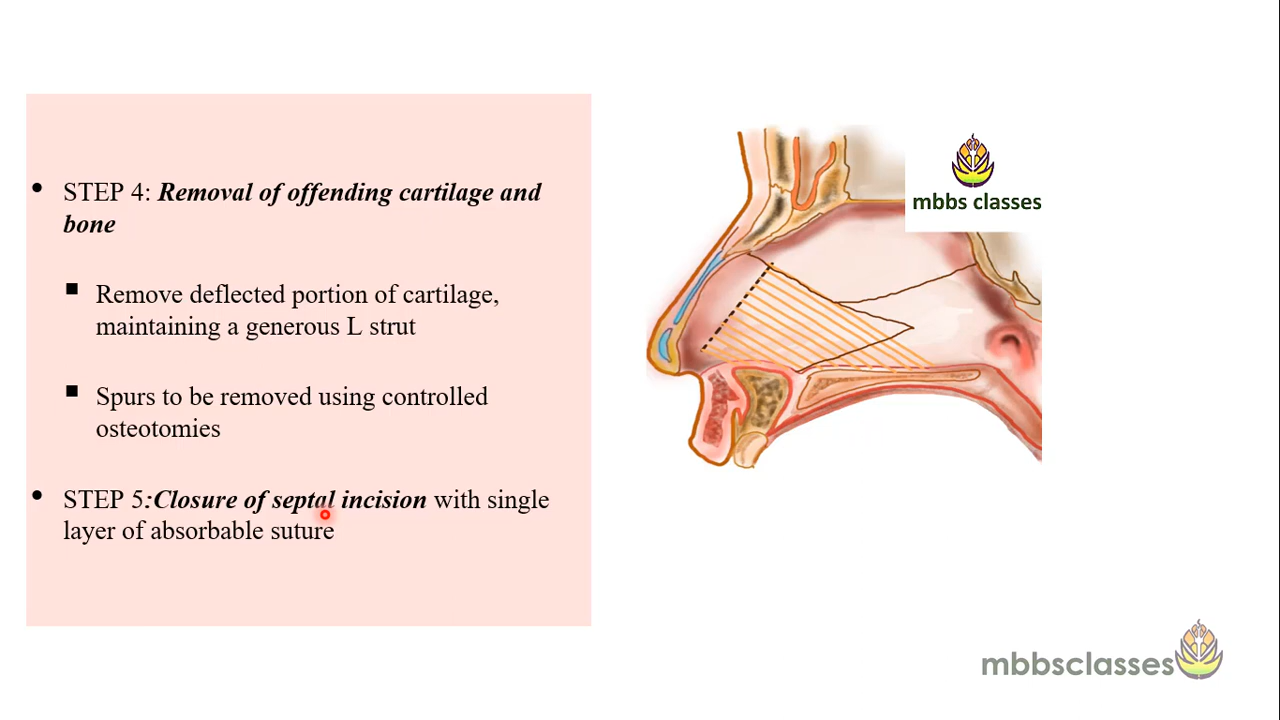 • STEP 4: Removal of offending cartilage and
bone
▪ Remove deflected portion of cartilage,
maintaining a generous L strut
▪ Spurs to be removed using controlled
osteotomies
• STEP 5:Closure of septal incision with single
layer of absorbable suture
mbbs classes
mbbsclasses